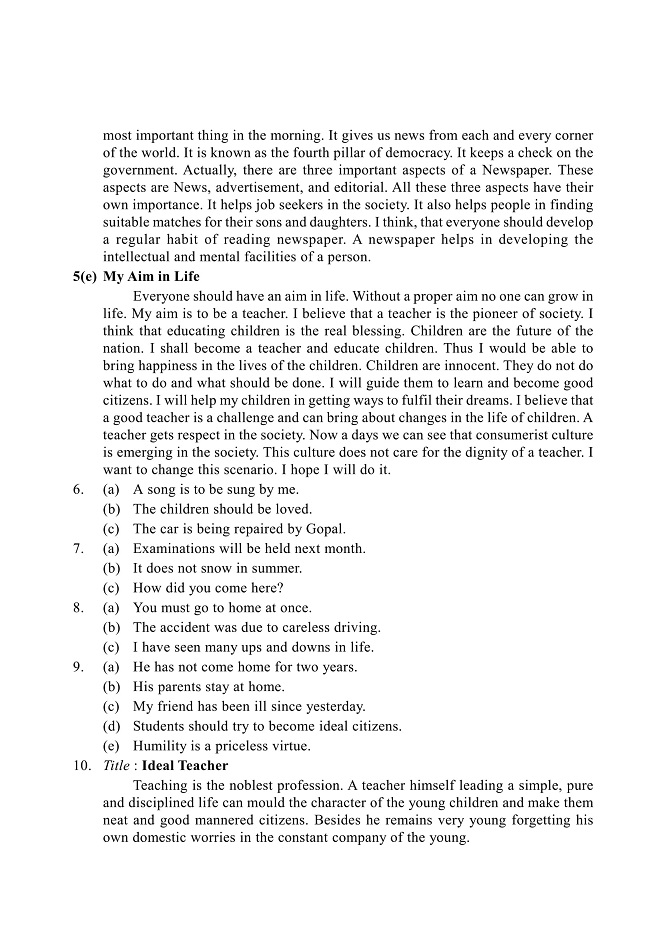 most important thing in the morning. It gives us news from each and every corner
of the world. It is known as the fourth pillar of democracy. It keeps a check on the
government. Actually, there are three important aspects of a Newspaper. These
aspects are News, advertisement, and editorial. All these three aspects have their
own importance. It helps job seekers in the society. It also helps people in finding
suitable matches for their sons and daughters. I think, that everyone should develop
a regular habit of reading newspaper. A newspaper helps in developing the
intellectual and mental facilities of a person.
5(e) My Aim in Life
Everyone should have an aim in life. Without a proper aim no one can grow in
life. My aim is to be a teacher. I believe that a teacher is the pioneer of society. I
think that educating children is the real blessing. Children are the future of the
nation. I shall become a teacher and educate children. Thus I would be able to
bring happiness in the lives of the children. Children are innocent. They do not do
what to do and what should be done. I will guide them to learn and become good
citizens. I will help my children in getting ways to fulfil their dreams. I believe that
a good teacher is a challenge and can bring about changes in the life of children. A
teacher gets respect in the society. Now a days we can see that consumerist culture
is emerging in the society. This culture does not care for the dignity of a teacher. I
want to change this scenario. I hope I will do it.
6. (a) A song is to be sung by me.
(b) The children should be loved.
(c) The car is being repaired by Gopal.
7. (a) Examinations will be held next month.
(b) It does not snow in summer.
(c) How did you come here?
8. (a) You must go to home at once.
(b) The accident was due to careless driving.
(c) I have seen many ups and downs in life.
9. (a) He has not come home for two years.
(b) His parents stay at home.
(c) My friend has been ill since yesterday.
(d) Students should try to become ideal citizens.
(e) Humility is a priceless virtue.
10. Title : Ideal Teacher
Teaching is the noblest profession. A teacher himself leading a simple, pure
and disciplined life can mould the character of the young children and make them
neat and good mannered citizens. Besides he remains very young forgetting his
own domestic worries in the constant company of the young.